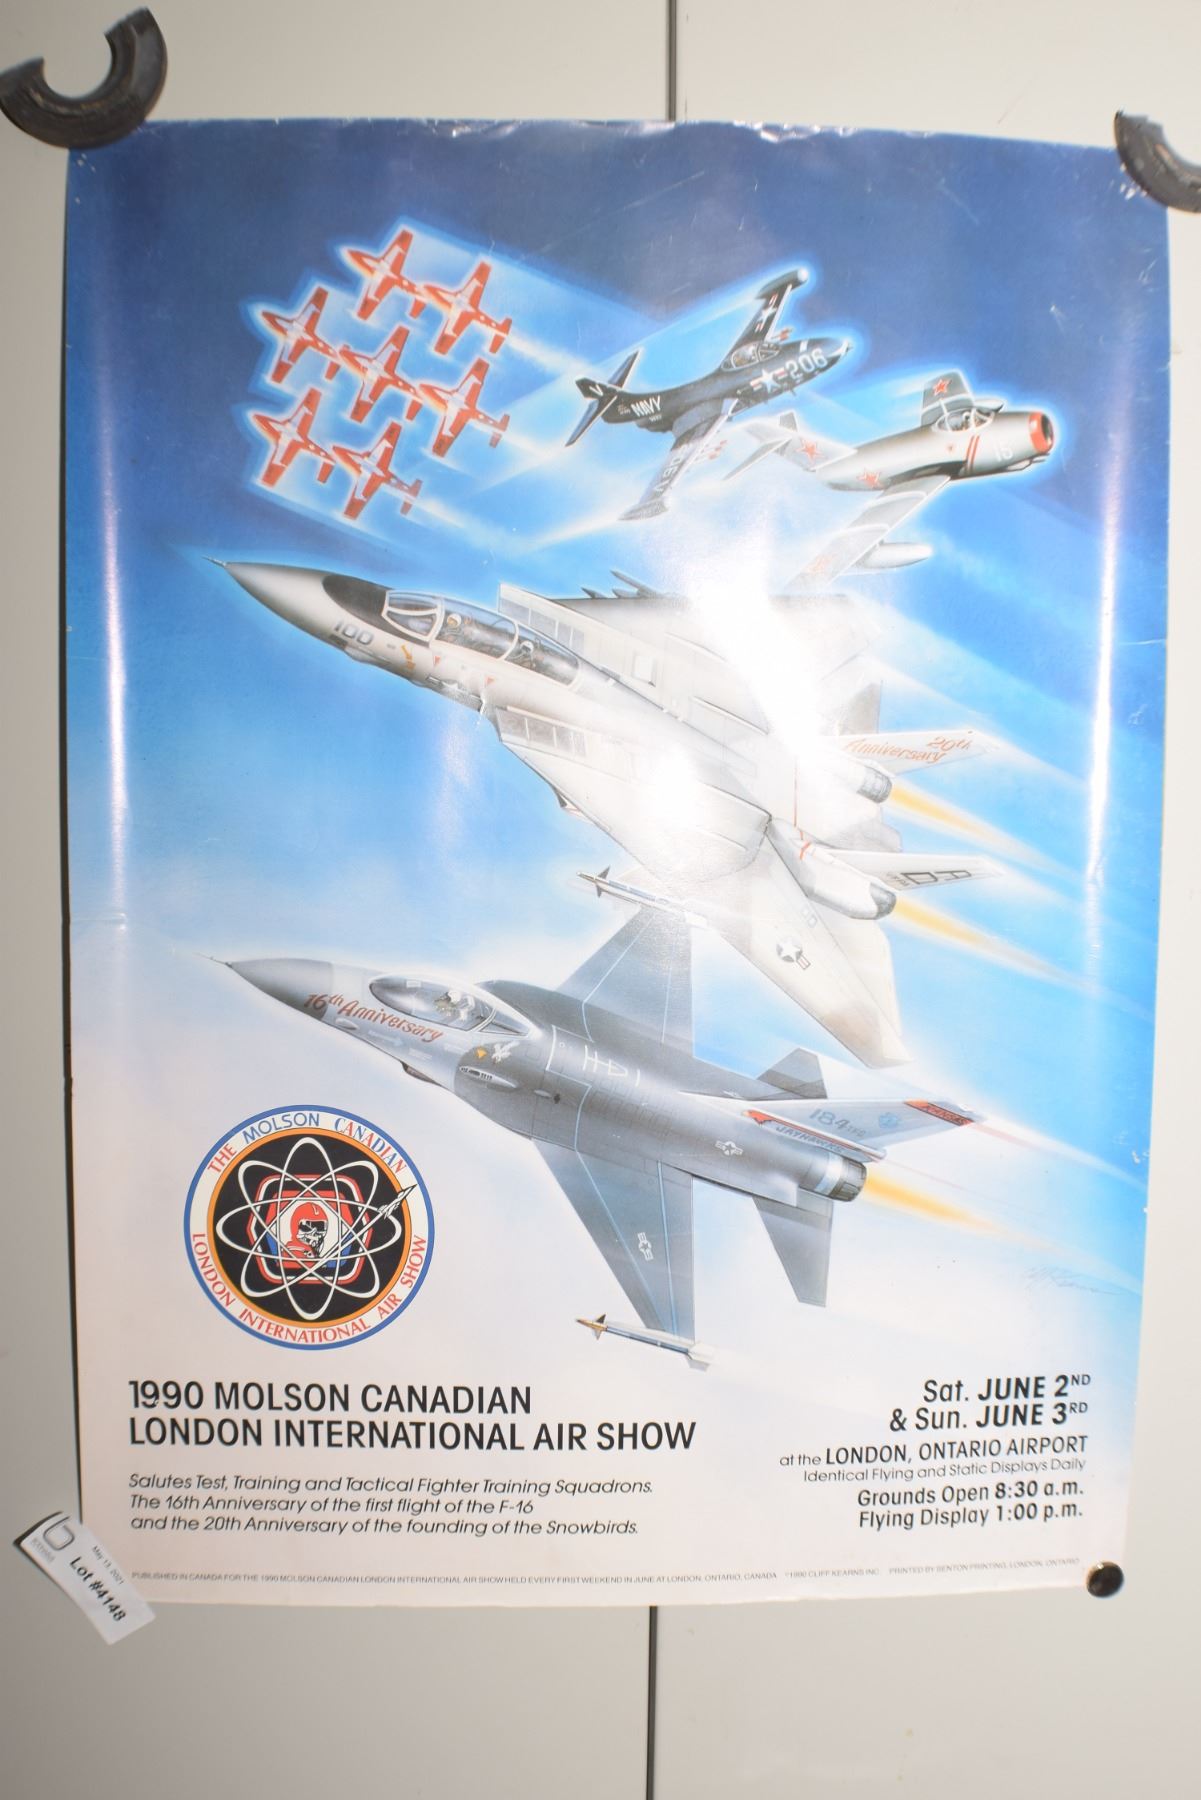 206
NAVY
V
15
100
20th
Anniversary
16th Anniversary
184 TFG
JAYHAWKS
KANSAS
THE MOLSON CANADIAN
LONDON INTERNATIONAL AIR SHOW
1990 MOLSON CANADIAN
LONDON INTERNATIONAL AIR SHOW
Salutes Test, Training and Tactical Fighter Training Squadrons.
The 16th Anniversary of the first flight of the F-16
and the 20th Anniversary of the founding of the Snowbirds.
Sat. JUNE 2ND
& Sun. JUNE 3RD
at the LONDON, ONTARIO AIRPORT
Identical Flying and Static Displays Daily
Grounds Open 8:30 a.m.
Flying Display 1:00 p.m.
PUBLISHED IN CANADA FOR THE 1990 MOLSON CANADIAN LONDON INTERNATIONAL AIR SHOW HELD EVERY FIRST WEEKEND IN JUNE AT LONDON, ONTARIO, CANADA ©1990 CLIFF KEARNS INC. PRINTED BY BENTON PRINTING, LONDON, ONTARIO
May 13, 2021
Lot #4148